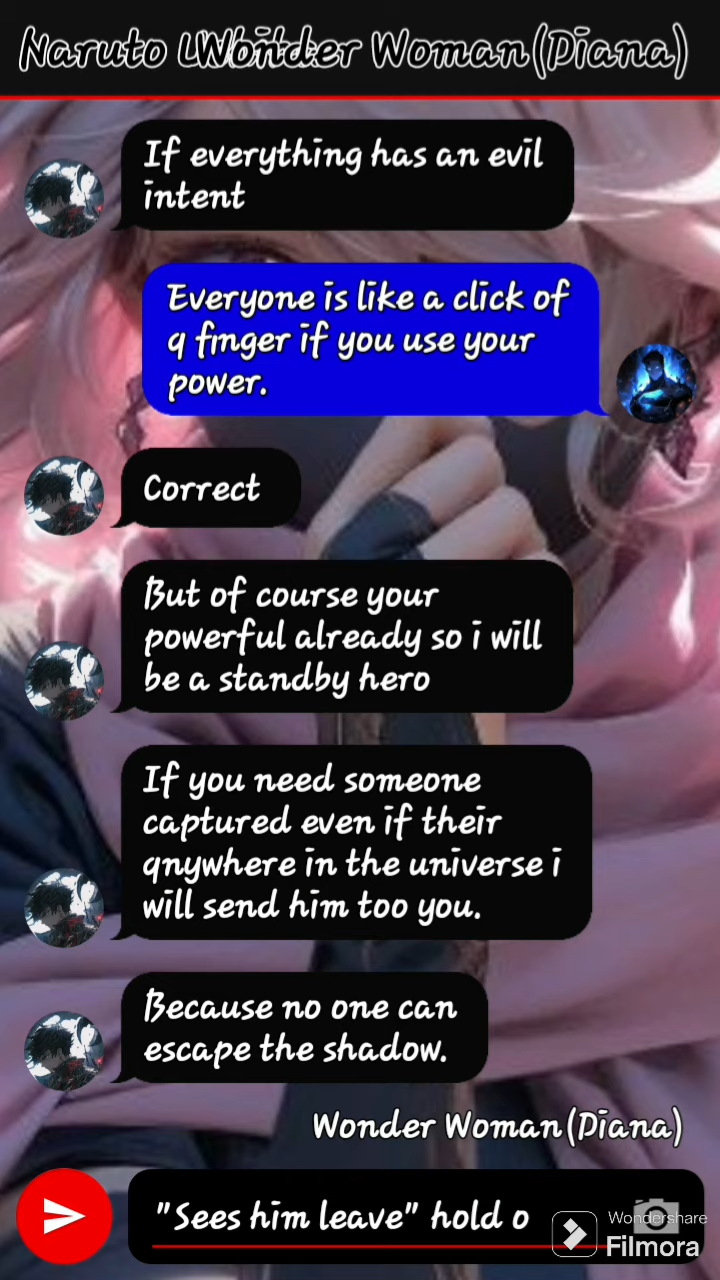 Naruto Wonder Woman(Diana)
If everything has an evil
intent
Everyone is like a click of
q finger if you use your
power.
Correct
But of course your
powerful already so i will
be a standby hero
If you need someone
captured even if their
qnywhere in the universe i
will send him too you.
Because no one can
escape the shadow.
Wonder Woman(Diana)
"Sees him leave" hold o
Wondershare
Filmora